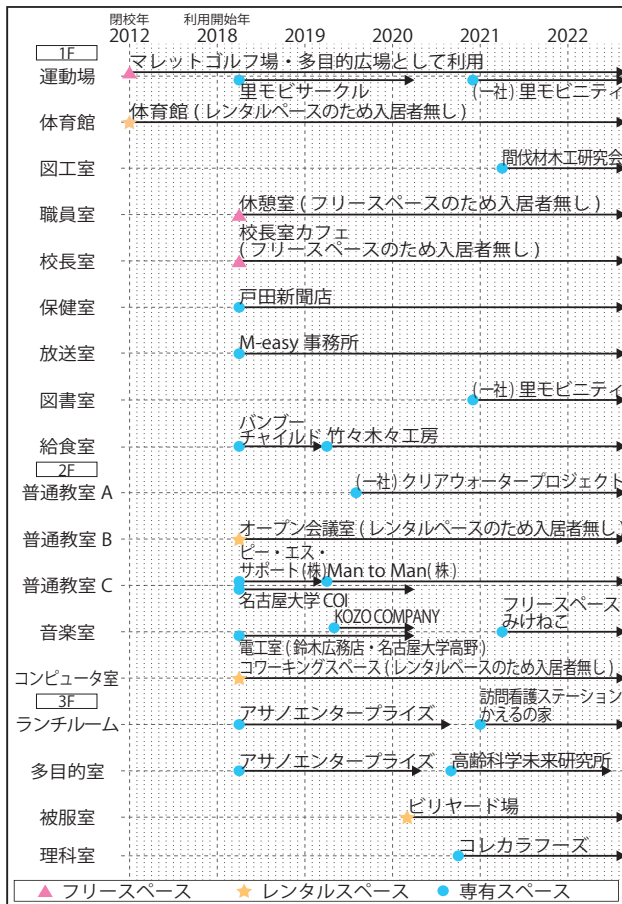 閉校年 利用開始年
2012 2018 2019 2020 2021 2022
1F
運動場
マレットゴルフ場・多目的広場として利用
里モビサークル
(一社) 里モビニティ
体育館
体育館 ( レンタルペースのため入居者無し )
図工室
間伐材木工研究会
職員室
休憩室 ( フリースペースのため入居者無し )
校長室
校長室カフェ
( フリースペースのため入居者無し )
保健室
戸田新聞店
放送室
M-easy 事務所
図書室
(一社) 里モビニティ
給食室
バンブー
チャイルド
竹々木々工房
2F
普通教室 A
(一社) クリアウォータープロジェクト
普通教室 B
オープン会議室 ( レンタルペースのため入居者無し )
普通教室 C
ピー・エス・
サポート (株)
Man to Man( 株 )
名古屋大学 COI
音楽室
KOZO COMPANY
フリースペース
みけねこ
電工室 ( 鈴木広務店・名古屋大学高野 )
コンピュータ室
コワーキングスペース ( レンタルペースのため入居者無し )
3F
ランチルーム
アサノエンタープライズ
訪問看護ステーション
かえるの家
多目的室
アサノエンタープライズ
高齢科学未来研究所
被服室
ビリヤード場
理科室
コレカラフーズ
フリースペース レンタルスペース 専有スペース